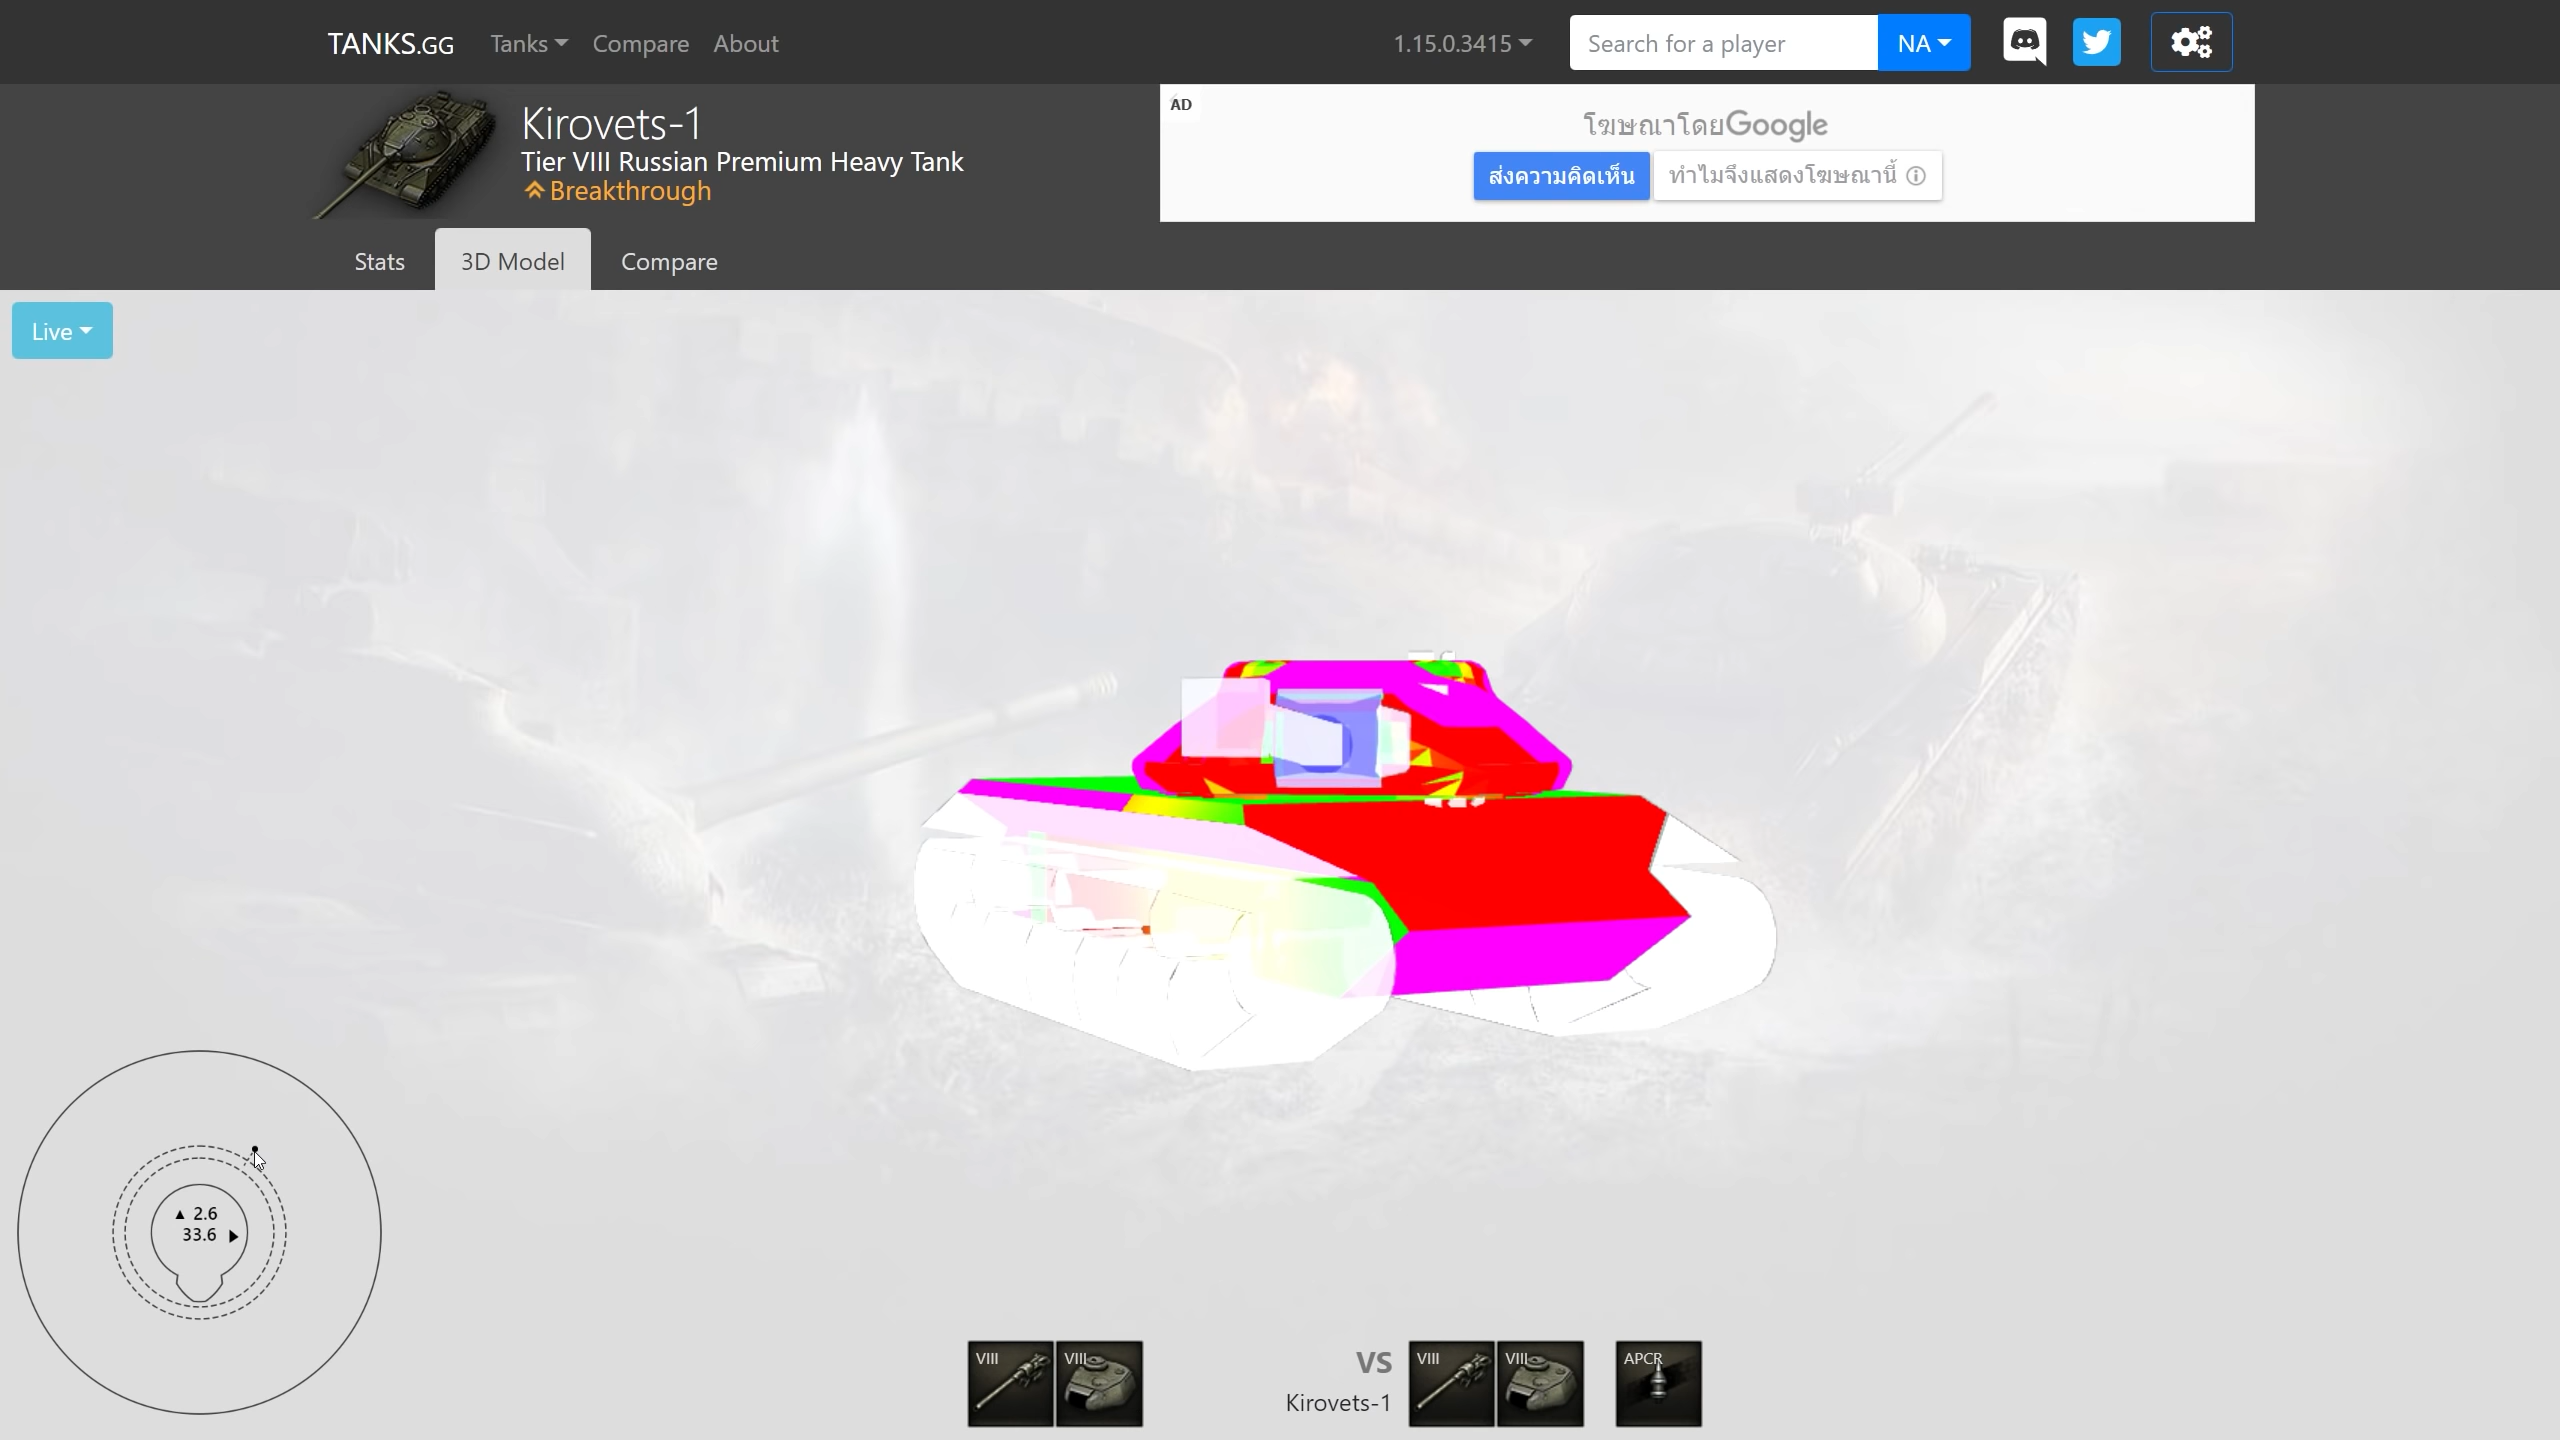 TANKS.GG
Tanks
Compare
About
1.15.0.3415
Search for a player
NA
Kirovets-1
Tier VIII Russian Premium Heavy Tank
Breakthrough
AD
โฆษณาโดยGoogle
ส่งความคิดเห็น
ทำไมจึงแสดงโฆษณานี้
Stats
3D Model
Compare
Live
2.6
33.6
VIII
VIII
VS
Kirovets-1
VIII
VIII
APCR